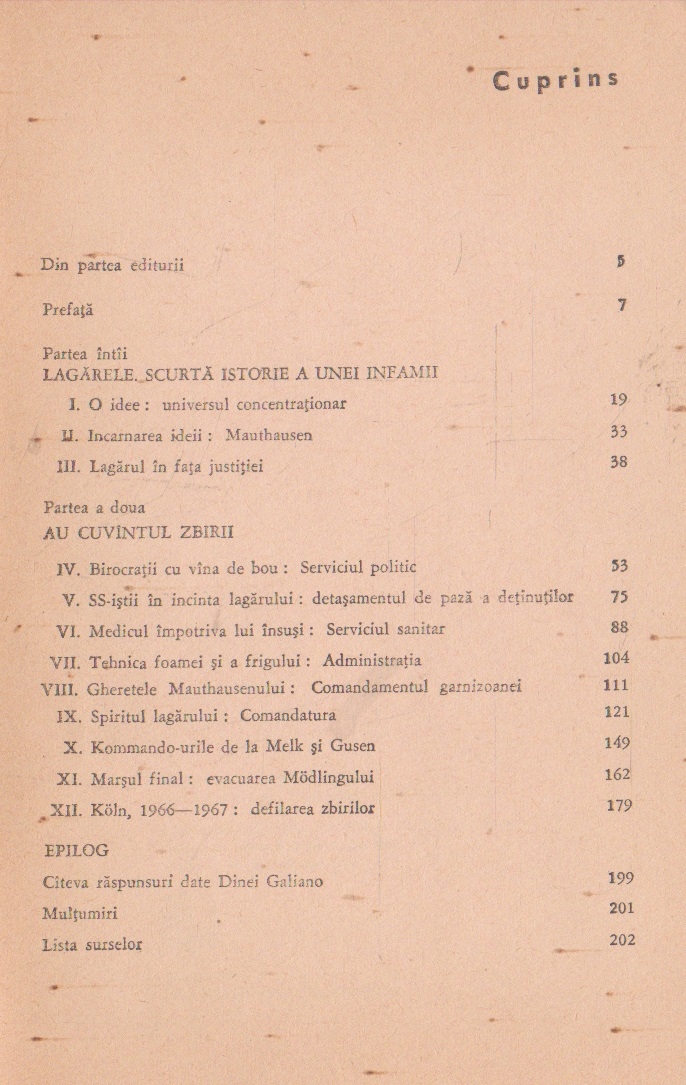 Cuprins
Din partea editurii 5
Prefață 7
Partea întîi
LAGĂRELE. SCURTĂ ISTORIE A UNEI INFAMII
I. O idee : universul concentraționar 19
II. Incarnarea ideii : Mauthausen 33
III. Lagărul în fața justiției 38
Partea a doua
AU CUVÎNTUL ZBIRII
IV. Birocrații cu vîna de bou : Serviciul politic 53
V. SS-iștii în incinta lagărului : detașamentul de pază a deținuților 75
VI. Medicul împotriva lui însuși : Serviciul sanitar 88
VII. Tehnica foamei și a frigului : Administrația 104
VIII. Gheretele Mauthausenului : Comandamentul garnizoanei 111
IX. Spiritul lagărului : Comandatura 121
X. Kommando-urile de la Melk și Gusen 149
XI. Marșul final : evacuarea Mödlingului 162
XII. Köln, 1966—1967 : defilarea zbirilor 179
EPILOG
Cîteva răspunsuri date Dinei Galiano 199
Mulțumiri 201
Lista surselor 202